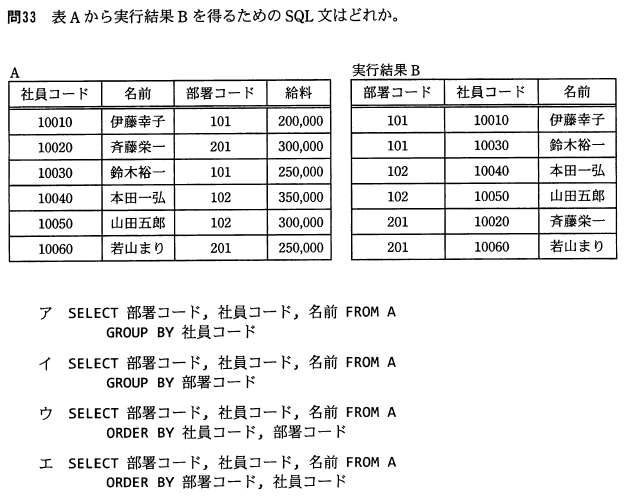 問33 表Aから実行結果Bを得るためのSQL文はどれか。
A
社員コード 名前 部署コード 給料
10010 伊藤幸子 101 200,000
10020 斉藤栄一 201 300,000
10030 鈴木裕一 101 250,000
10040 本田一弘 102 350,000
10050 山田五郎 102 300,000
10060 若山まり 201 250,000
実行結果B
部署コード 社員コード 名前
101 10010 伊藤幸子
101 10030 鈴木裕一
102 10040 本田一弘
102 10050 山田五郎
201 10020 斉藤栄一
201 10060 若山まり
ア SELECT 部署コード, 社員コード, 名前 FROM A
GROUP BY 社員コード
イ SELECT 部署コード, 社員コード, 名前 FROM A
GROUP BY 部署コード
ウ SELECT 部署コード, 社員コード, 名前 FROM A
ORDER BY 社員コード, 部署コード
エ SELECT 部署コード, 社員コード, 名前 FROM A
ORDER BY 部署コード, 社員コード